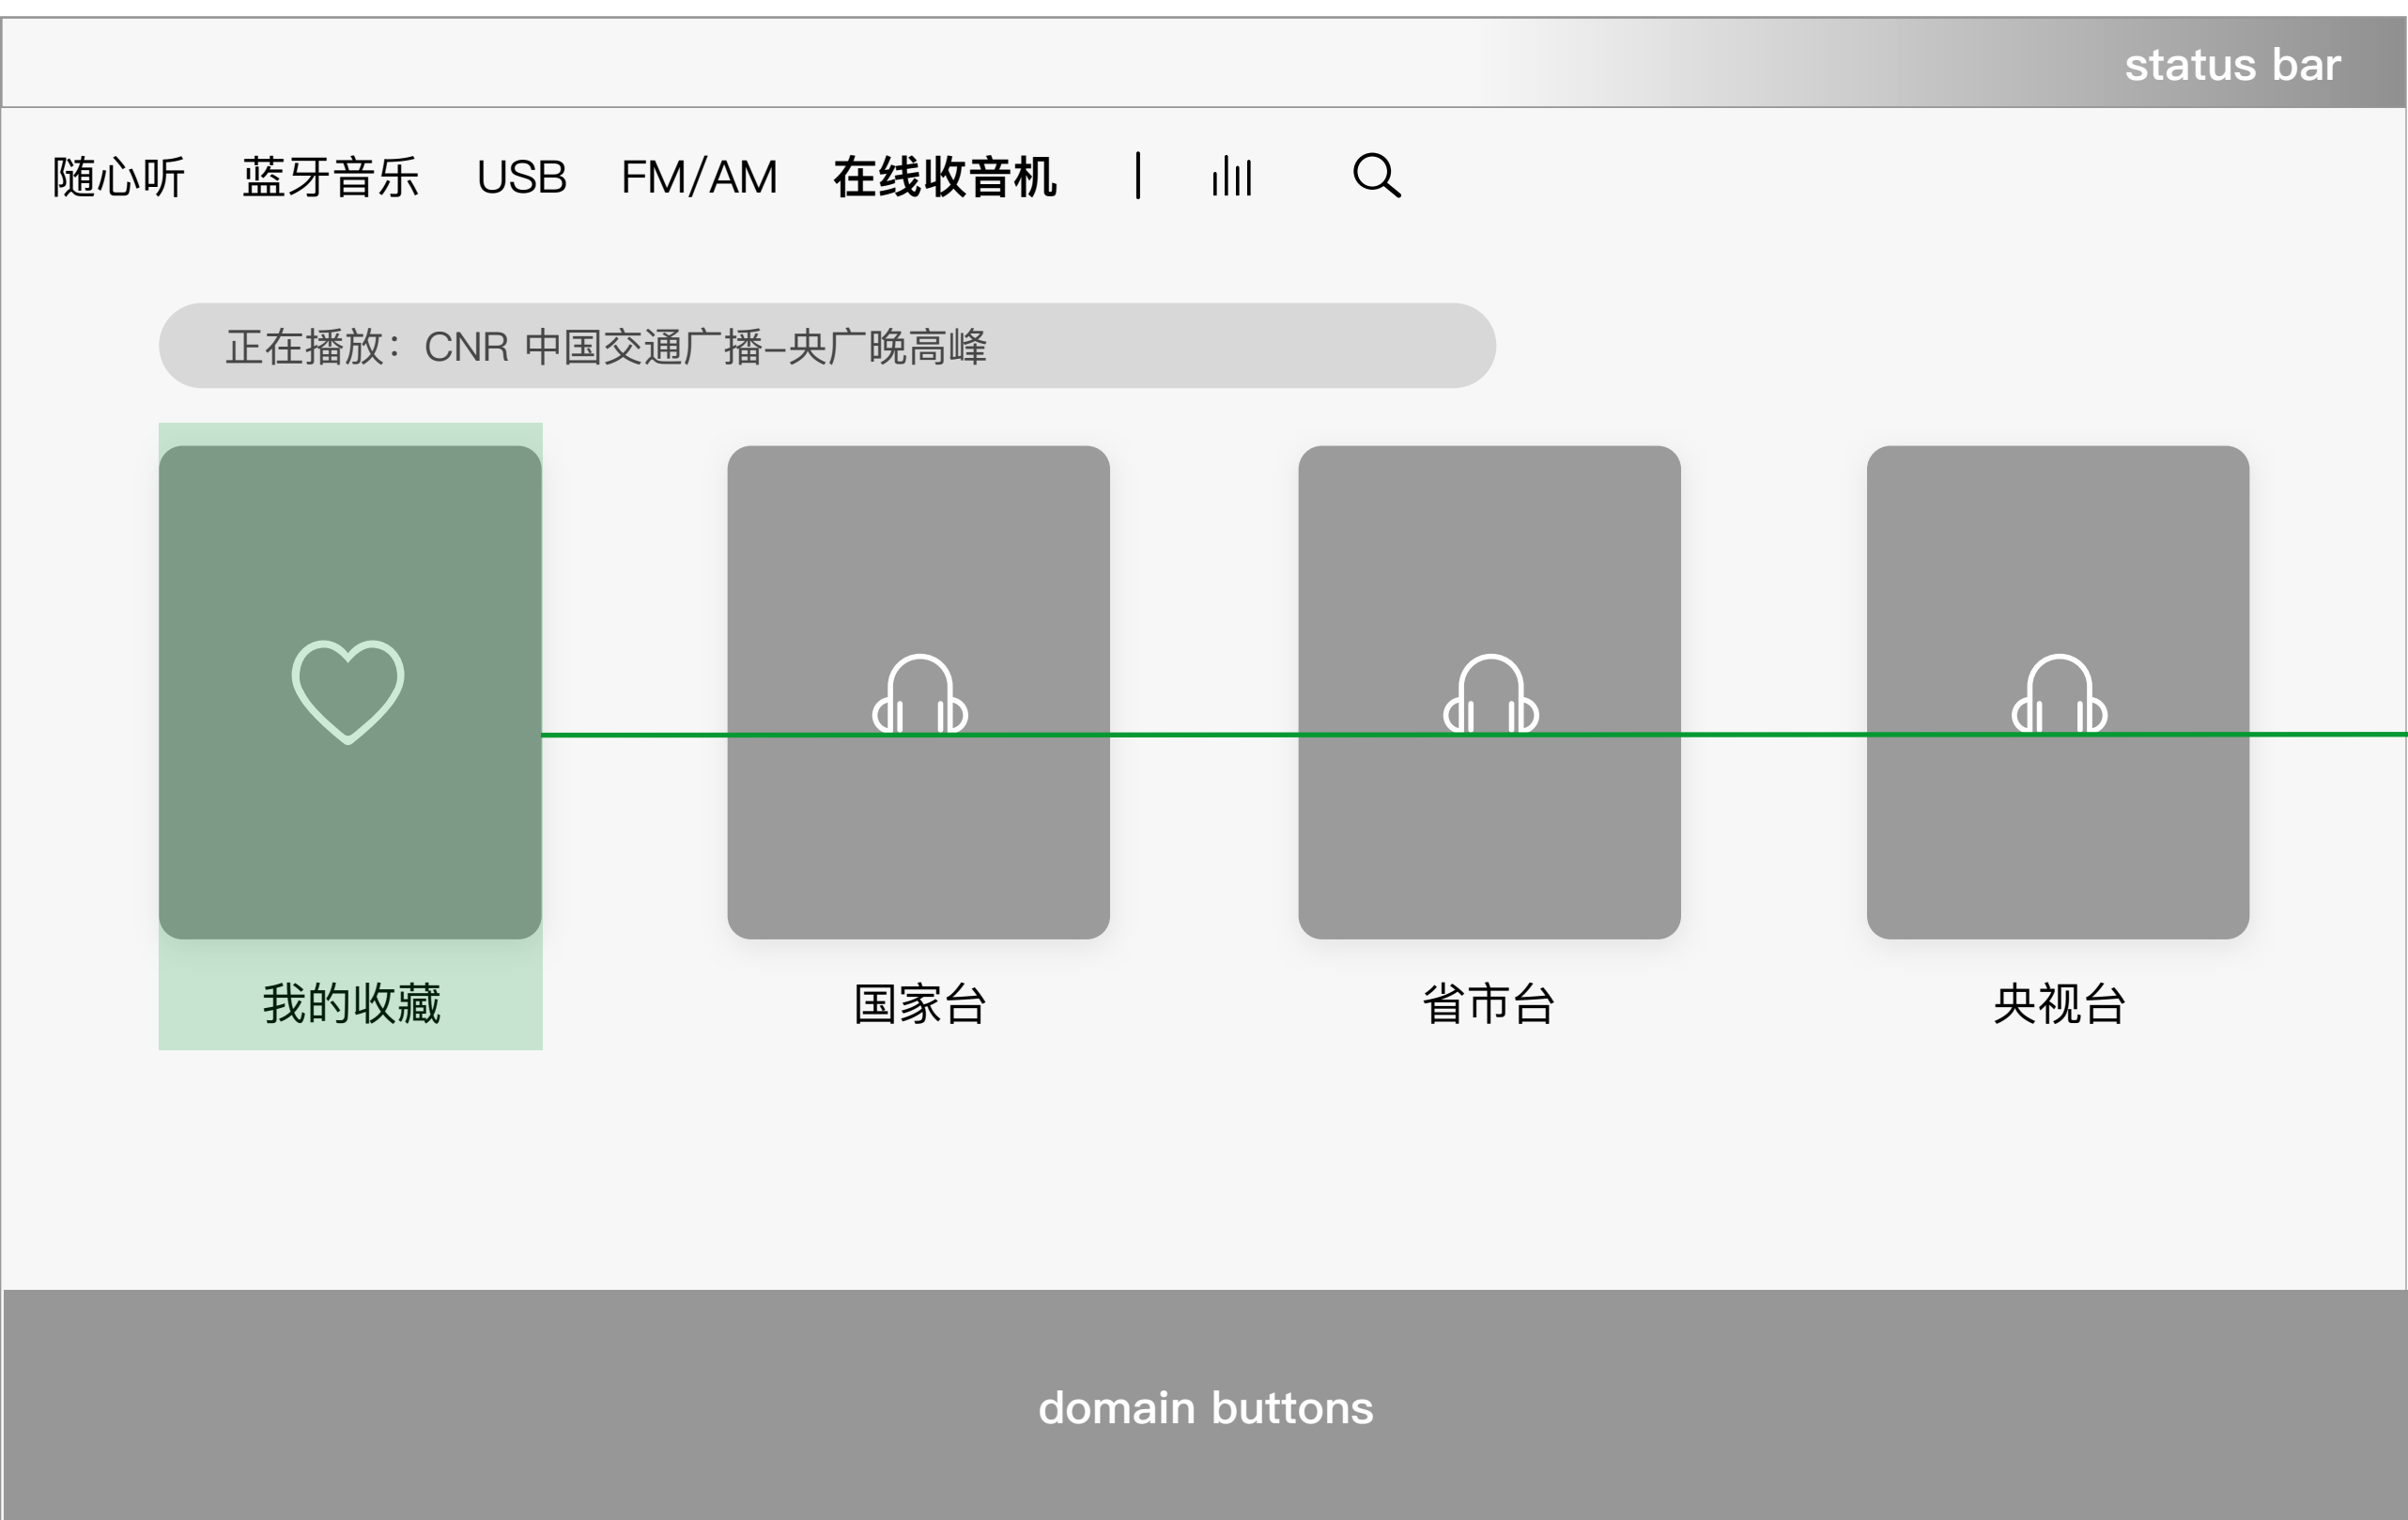 status bar
随心听 蓝牙音乐 USB FM/AM 在线收音机
正在播放：CNR 中国交通广播–央广晚高峰
我的收藏 国家台 省市台 央视台
domain buttons